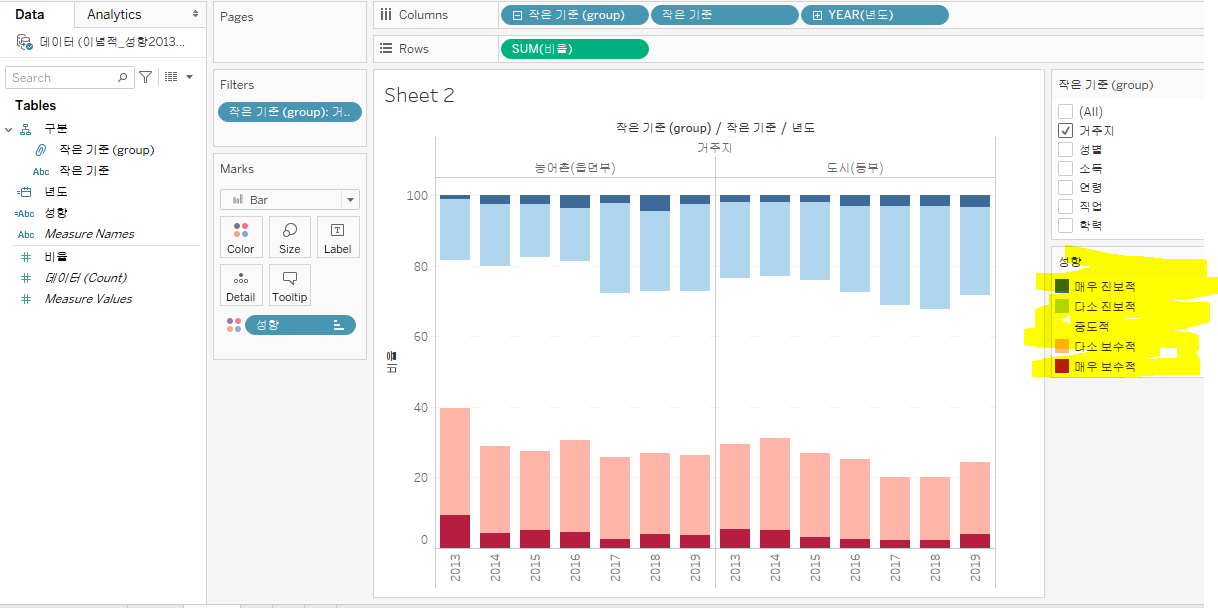 Data
Analytics
데이터 (이념적_성향2013...
Search
Tables
구분
작은 기준 (group)
Abc 작은 기준
년도
=Abc 성향
Abc Measure Names
비율
데이터 (Count)
Measure Values
Pages
Filters
작은 기준 (group): 거..
Marks
Bar
Color
Size
Label
Detail
Tooltip
성향
Columns
작은 기준 (group)
작은 기준
YEAR(년도)
Rows
SUM(비율)
Sheet 2
작은 기준 (group) / 작은 기준 / 년도
거주지
농어촌(읍면부)
도시(동부)
100
80
60
40
20
0
비율
2013
2014
2015
2016
2017
2018
2019
2013
2014
2015
2016
2017
2018
2019
작은 기준 (group)
(All)
거주지
성별
소득
연령
직업
학력
성향
매우 진보적
다소 진보적
중도적
다소 보수적
매우 보수적